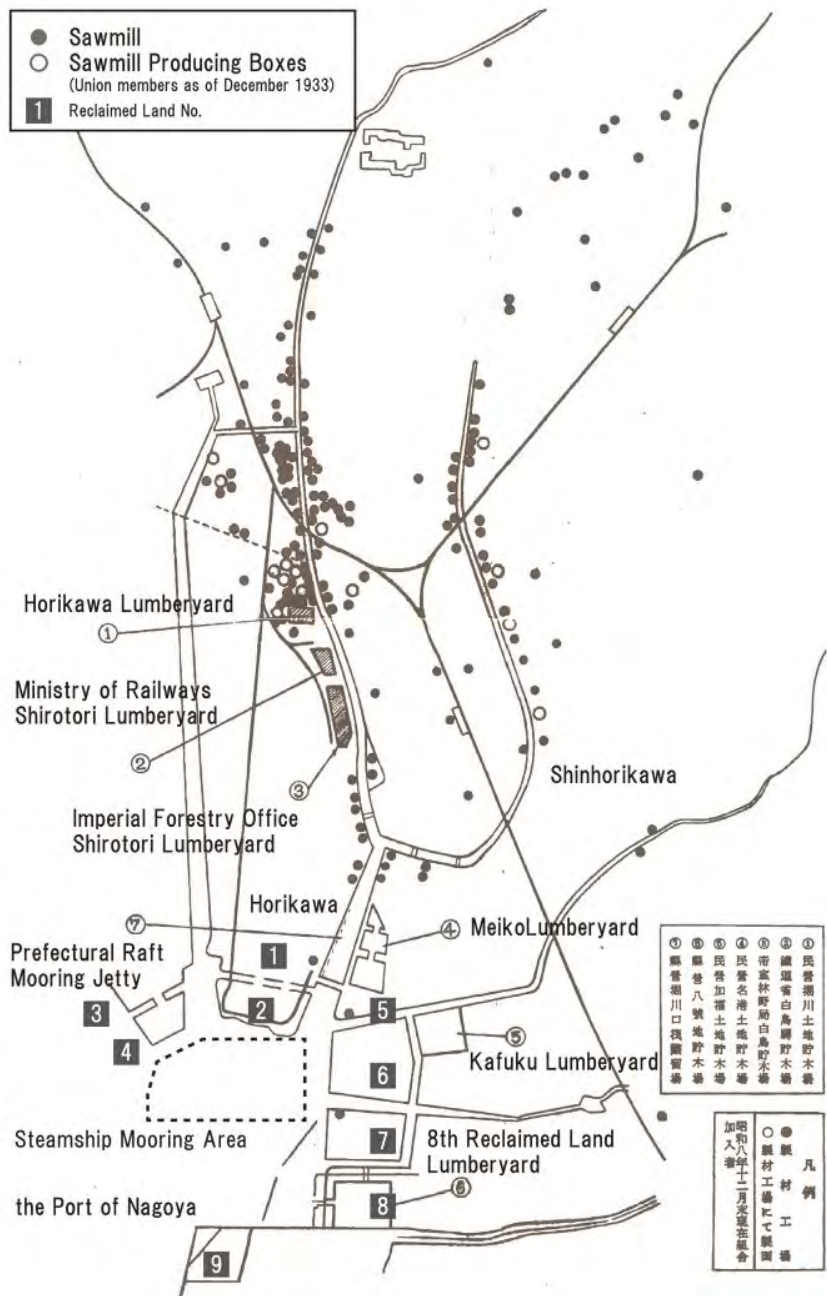 Sawmill
Sawmill Producing Boxes
(Union members as of December 1933)
1 Reclaimed Land No.
Horikawa Lumberyard
①
Ministry of Railways
Shirotori Lumberyard
②
③
Imperial Forestry Office
Shirotori Lumberyard
Shinhorikawa
Horikawa
⑦
④
MeikoLumberyard
Prefectural Raft
Mooring Jetty
1
2
3
4
5
⑤
Kafuku Lumberyard
6
Steamship Mooring Area
7
8th Reclaimed Land
Lumberyard
⑥
the Port of Nagoya
8
9
①民營堀川土地貯木場
②鐵道省白鳥驛貯木場
③帝室林野局白鳥貯木場
④民營名港土地貯木場
⑤民營加福土地貯木場
⑥縣營八號地貯木場
⑦縣營堀川口筏繋留場
凡例
●製材工場
○製材工場にて製凾
昭和八年十二月末現在組合
加入者